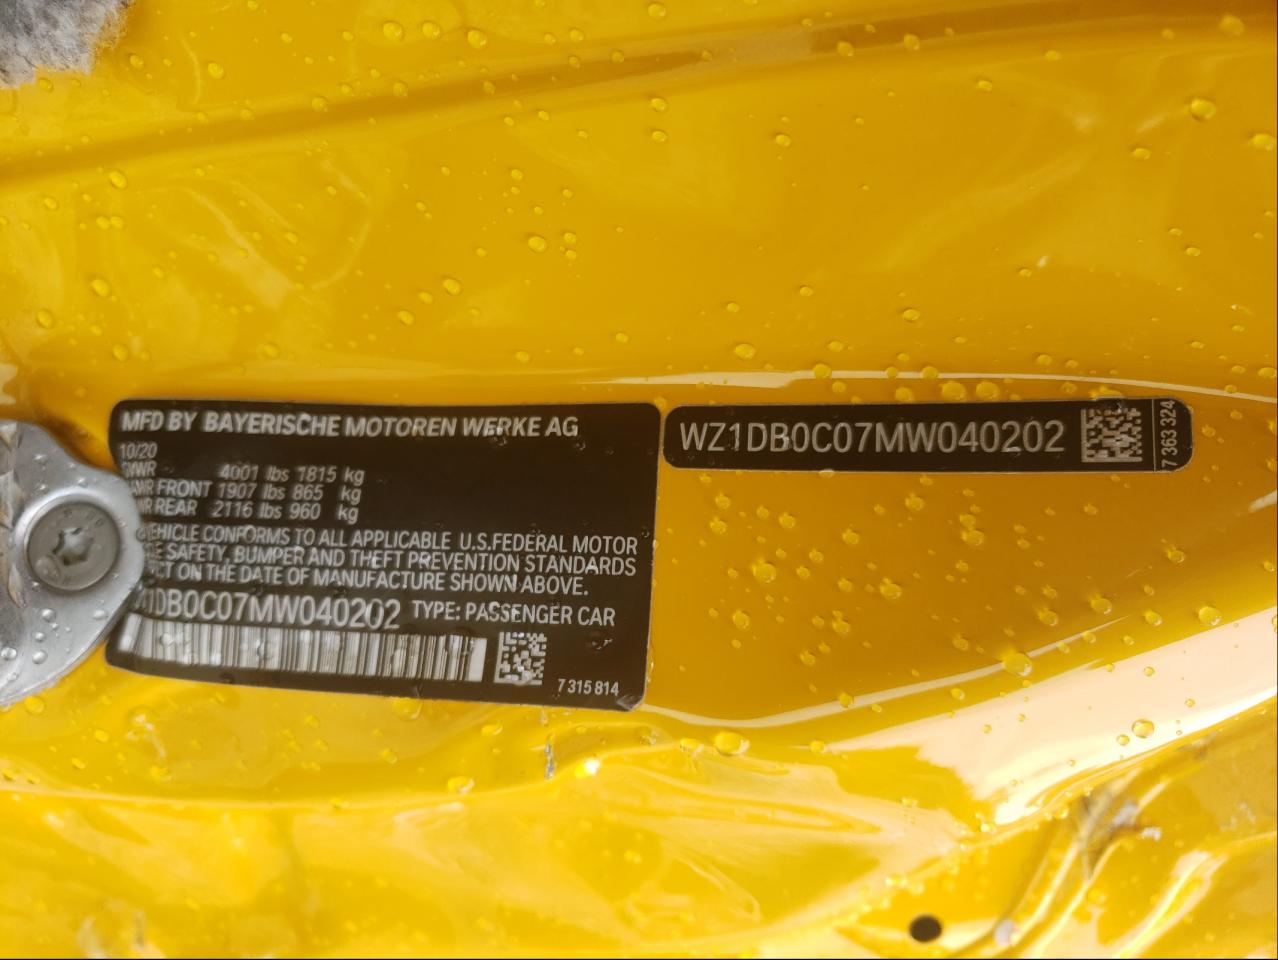 MFD BY BAYERISCHE MOTOREN WERKE AG
10/20
4001 lbs 1815 kg
FRONT 1907 lbs 865 kg
REAR 2116 lbs 960 kg
VEHICLE CONFORMS TO ALL APPLICABLE U.S.FEDERAL MOTOR
SAFETY, BUMPER AND THEFT PREVENTION STANDARDS
ON THE DATE OF MANUFACTURE SHOWN ABOVE.
1DB0C07MW040202 TYPE: PASSENGER CAR
7 315 814
WZ1DB0C07MW040202
7 363 324